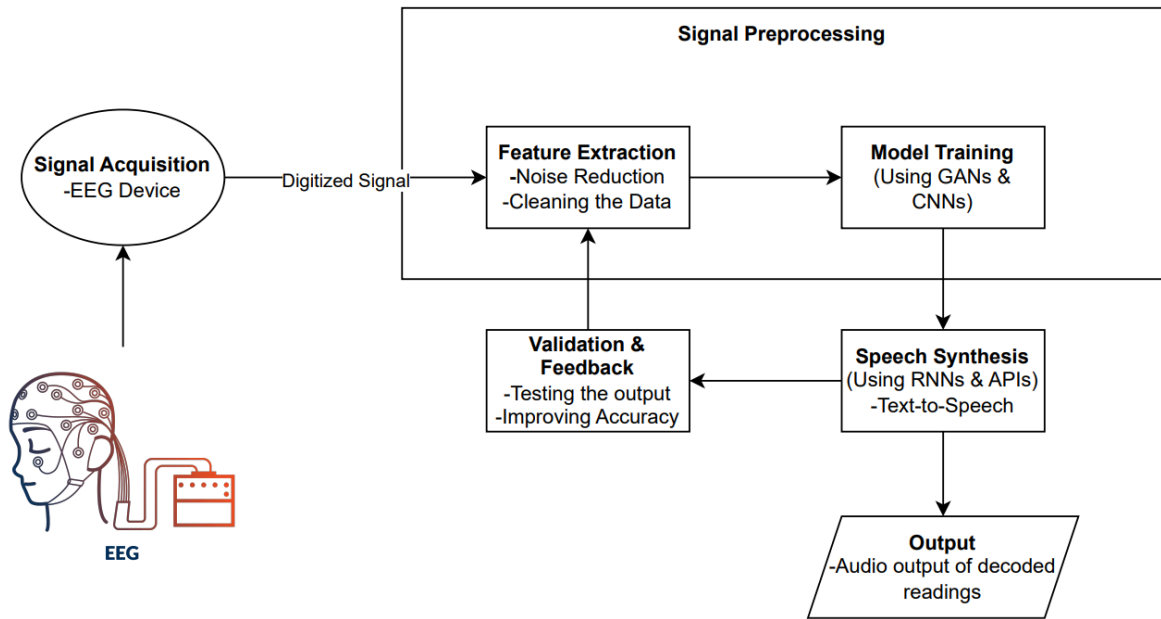 Signal Preprocessing
Signal Acquisition
-EEG Device
Digitized Signal
Feature Extraction
-Noise Reduction
-Cleaning the Data
Model Training
(Using GANs &
CNNs)
Validation &
Feedback
-Testing the output
-Improving Accuracy
Speech Synthesis
(Using RNNs & APIs)
-Text-to-Speech
EEG
Output
-Audio output of decoded
readings